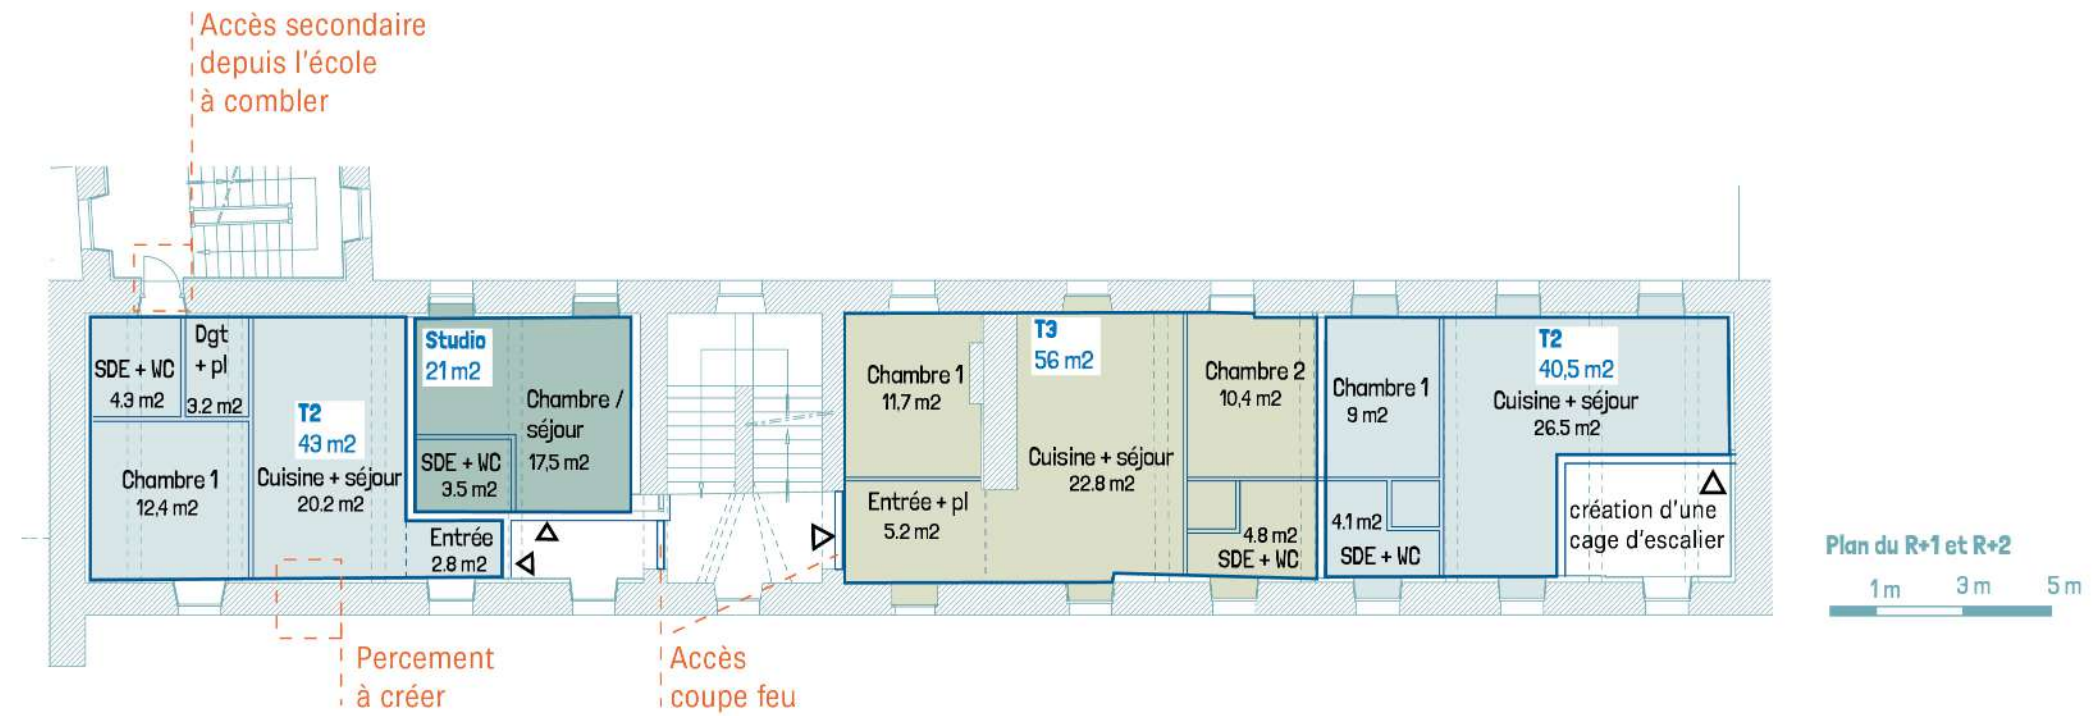 Accès secondaire
depuis l'école
à combler
SDE + WC
4.3 m2
Dgt
+ pl
3.2 m2
T2
43 m2
Cuisine + séjour
20.2 m2
Chambre 1
12,4 m2
Entrée
2.8 m2
Studio
21 m2
Chambre /
séjour
17,5 m2
SDE + WC
3.5 m2
Chambre 1
11,7 m2
Entrée + pl
5.2 m2
T3
56 m2
Cuisine + séjour
22.8 m2
Chambre 2
10,4 m2
4.8 m2
SDE + WC
Chambre 1
9 m2
4.1 m2
SDE + WC
T2
40,5 m2
Cuisine + séjour
26.5 m2
création d'une
cage d'escalier
Percement
à créer
Accès
coupe feu
Plan du R+1 et R+2
1 m 3 m 5 m